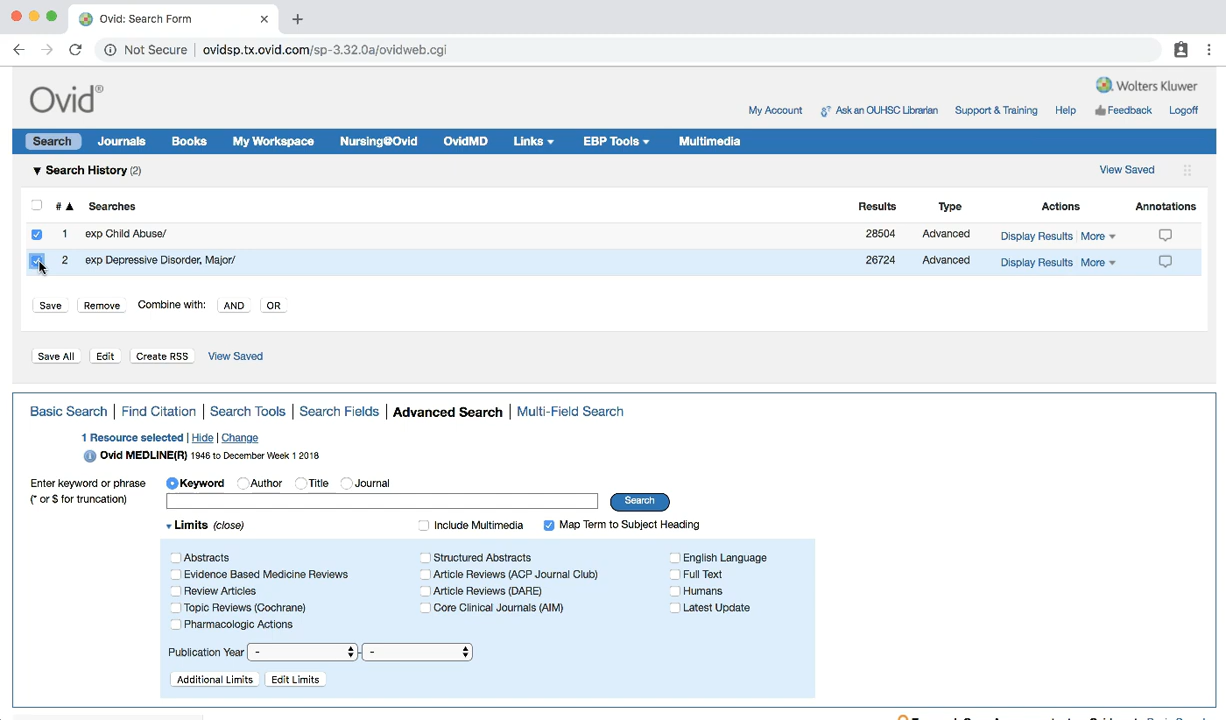 Ovid: Search Form
Not Secure | ovidsp.tx.ovid.com/sp-3.32.0a/ovidweb.cgi
Wolters Kluwer
Ovid®
My Account Ask an OUHSC Librarian Support & Training Help Feedback Logoff
Search Journals Books My Workspace Nursing@Ovid OvidMD Links EBP Tools Multimedia
Search History (2) View Saved
# Searches Results Type Actions Annotations
1 exp Child Abuse/ 28504 Advanced Display Results More
2 exp Depressive Disorder, Major/ 26724 Advanced Display Results More
Save Remove Combine with: AND OR
Save All Edit Create RSS View Saved
Basic Search | Find Citation | Search Tools | Search Fields | Advanced Search | Multi-Field Search
1 Resource selected | Hide | Change
Ovid MEDLINE(R) 1946 to December Week 1 2018
Enter keyword or phrase Keyword Author Title Journal
(* or $ for truncation) Search
Limits (close) Include Multimedia Map Term to Subject Heading
Abstracts Structured Abstracts English Language
Evidence Based Medicine Reviews Article Reviews (ACP Journal Club) Full Text
Review Articles Article Reviews (DARE) Humans
Topic Reviews (Cochrane) Core Clinical Journals (AIM) Latest Update
Pharmacologic Actions
Publication Year - - -
Additional Limits Edit Limits